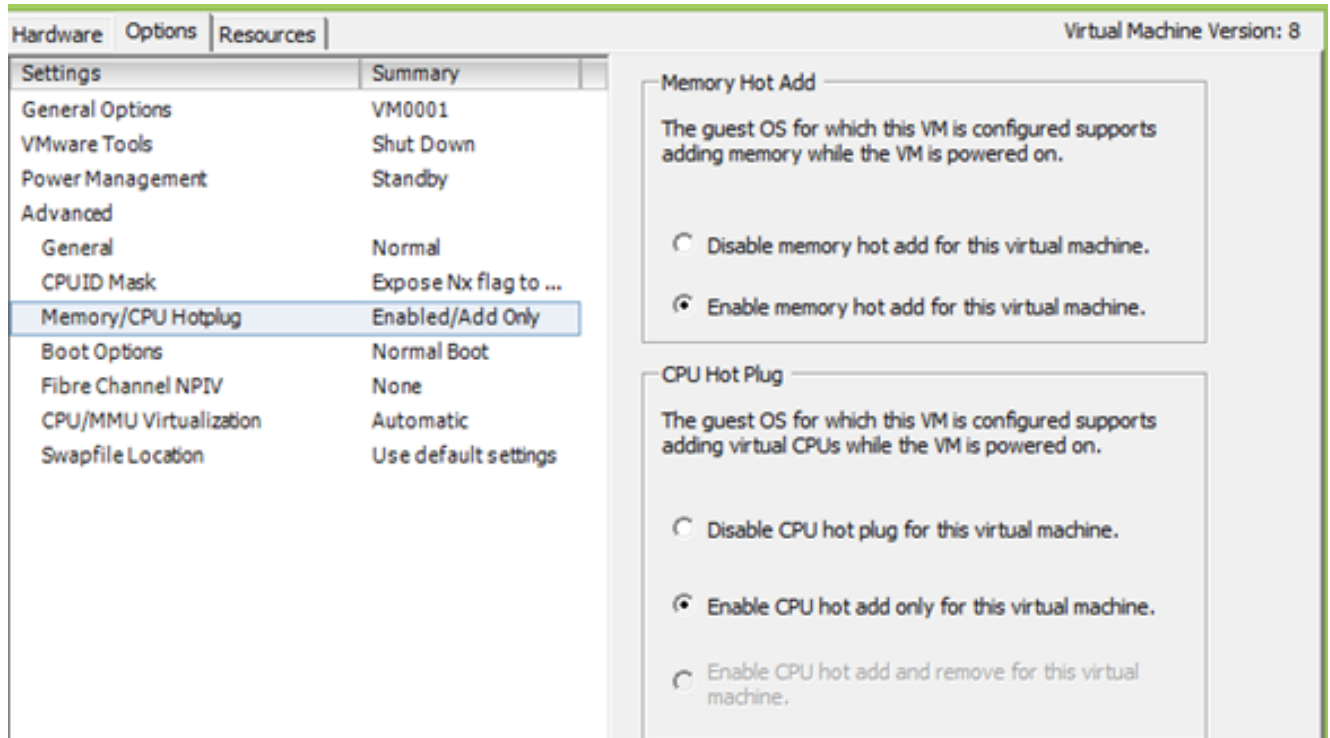 Hardware Options Resources Virtual Machine Version: 8
Settings Summary
General Options VM0001
VMware Tools Shut Down
Power Management Standby
Advanced
General Normal
CPUID Mask Expose Nx flag to ...
Memory/CPU Hotplug Enabled/Add Only
Boot Options Normal Boot
Fibre Channel NPIV None
CPU/MMU Virtualization Automatic
Swapfile Location Use default settings
Memory Hot Add
The guest OS for which this VM is configured supports
adding memory while the VM is powered on.
Disable memory hot add for this virtual machine.
Enable memory hot add for this virtual machine.
CPU Hot Plug
The guest OS for which this VM is configured supports
adding virtual CPUs while the VM is powered on.
Disable CPU hot plug for this virtual machine.
Enable CPU hot add only for this virtual machine.
Enable CPU hot add and remove for this virtual
machine.